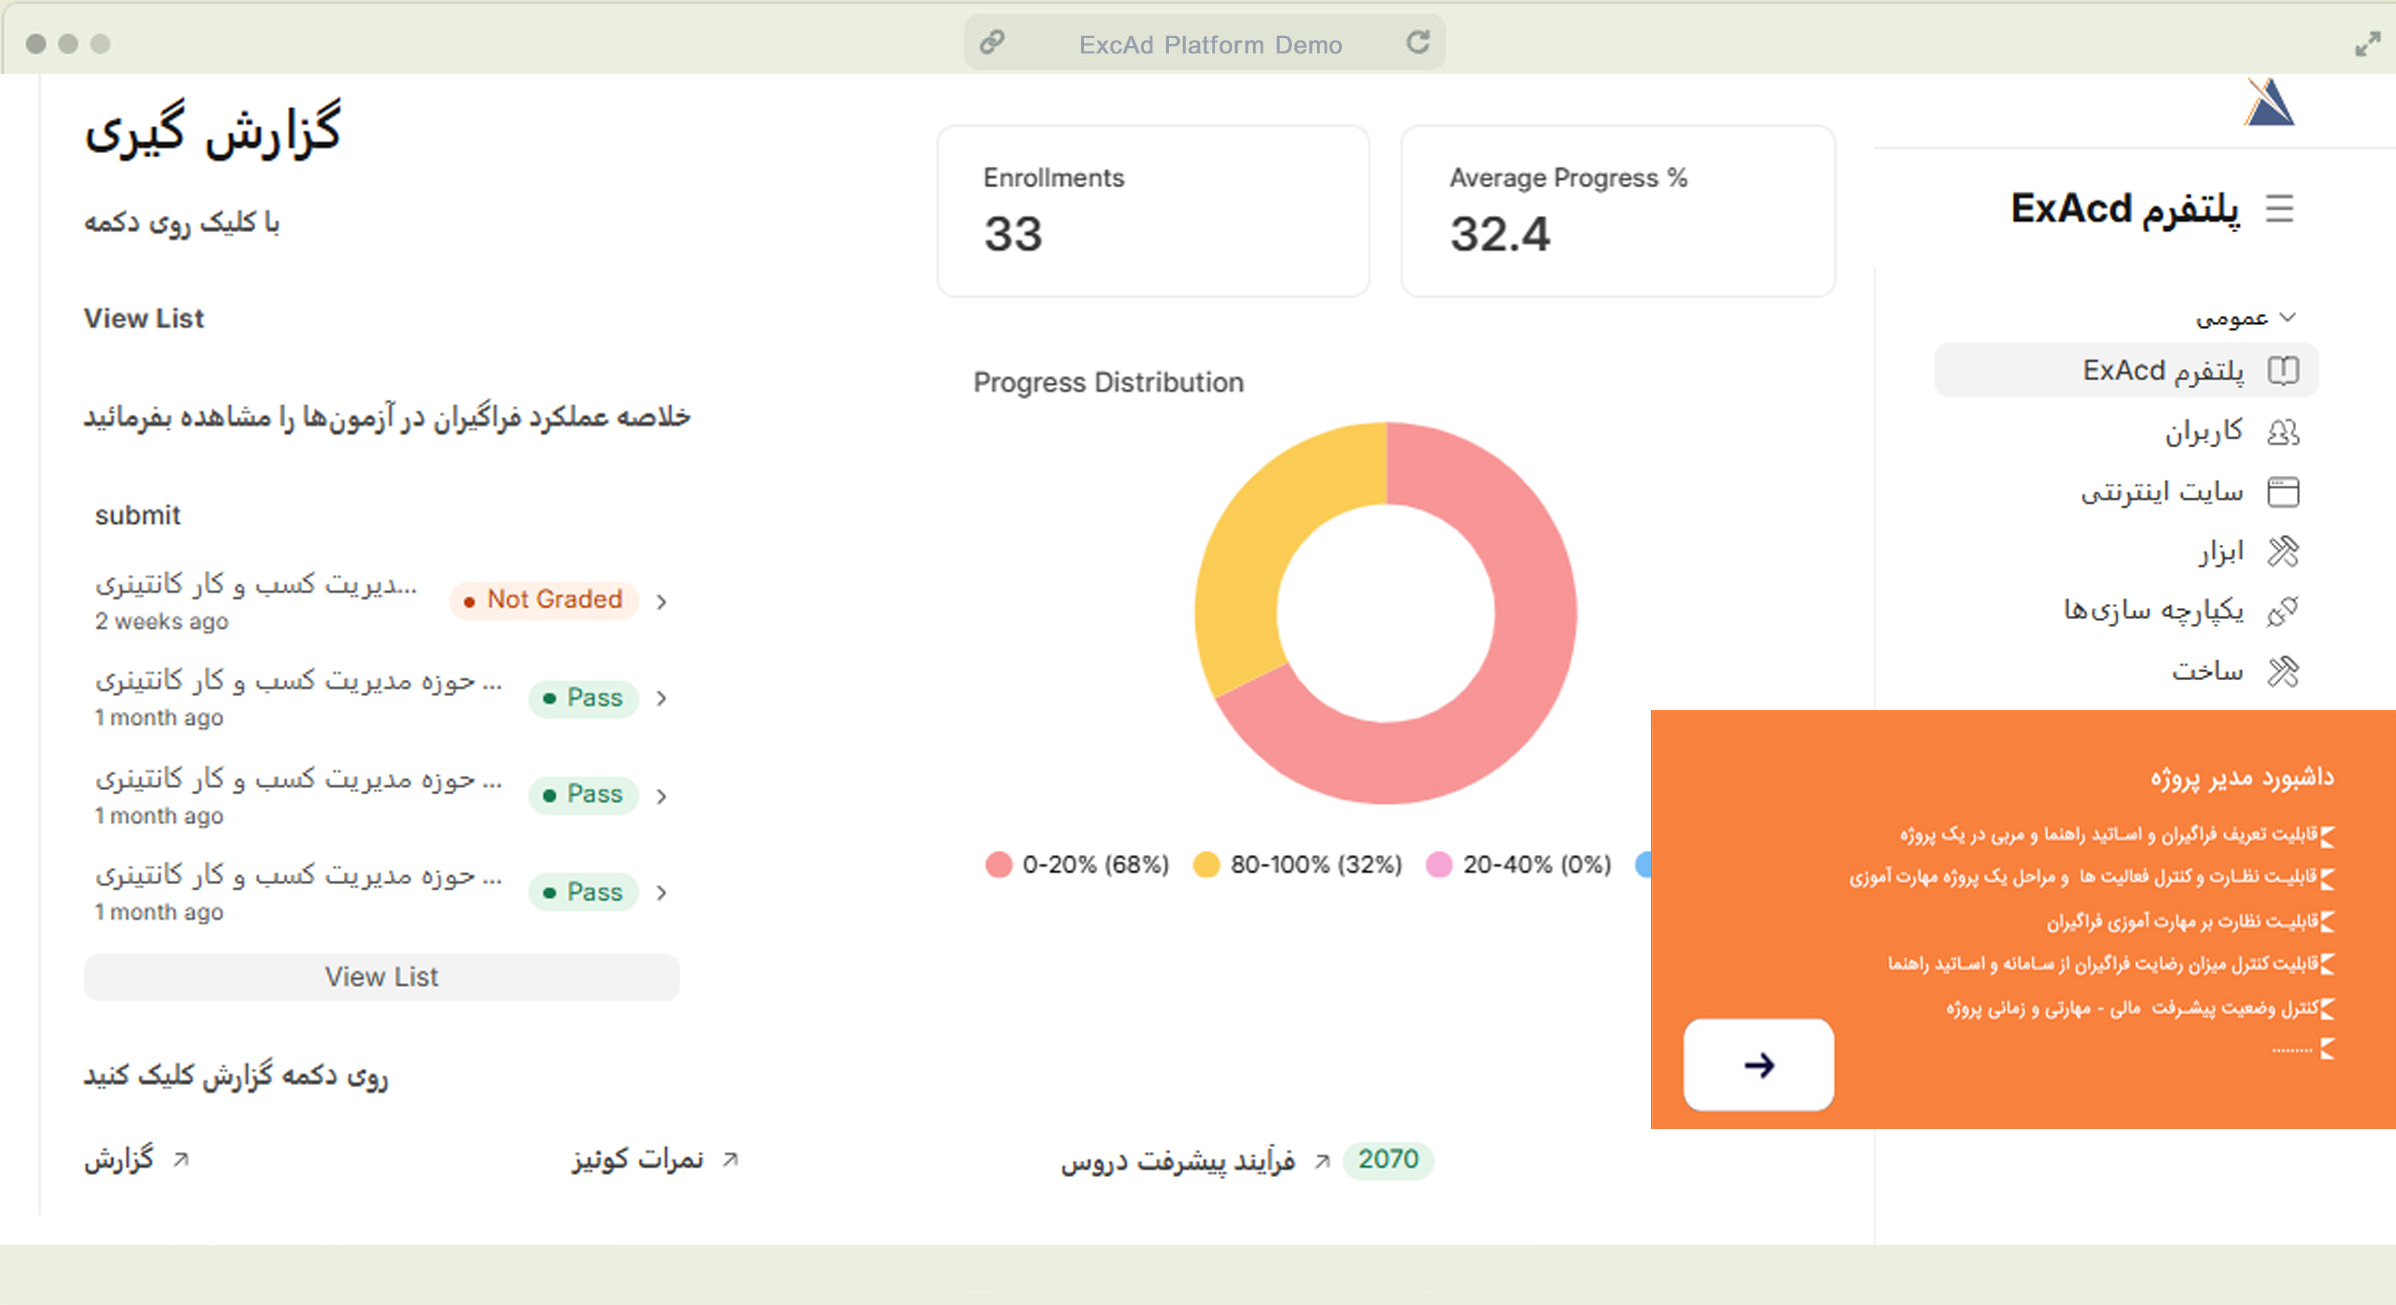 ExcAd Platform Demo
گزارش گیری
با کلیک روی دکمه
View List
خلاصه عملکرد فراگیران در آزمون‌ها را مشاهده بفرمائید
submit
دیریت کسب و کار کانتینری...
Not Graded
2 weeks ago
... حوزه مدیریت کسب و کار کانتینری
Pass
1 month ago
... حوزه مدیریت کسب و کار کانتینری
Pass
1 month ago
... حوزه مدیریت کسب و کار کانتینری
Pass
1 month ago
View List
روی دکمه گزارش کلیک کنید
گزارش
نمرات کوئیز
فرآیند پیشرفت دروس
2070
Enrollments
33
Average Progress %
32.4
Progress Distribution
0-20% (68%)
80-100% (32%)
20-40% (0%)
پلتفرم ExAcd
عمومی
پلتفرم ExAcd
کاربران
سایت اینترنتی
ابزار
یکپارچه سازی‌ها
ساخت
داشبورد مدیر پروژه
قابلیت تعریف فراگیران و اساتید راهنما و مربی در یک پروژه
قابلیت نظارت و کنترل فعالیت ها و مراحل یک پروژه مهارت آموزی
قابلیت نظارت بر مهارت آموزی فراگیران
قابلیت کنترل میزان رضایت فراگیران از سامانه و اساتید راهنما
کنترل وضعیت پیشرفت مالی - مهارتی و زمانی پروژه
.........